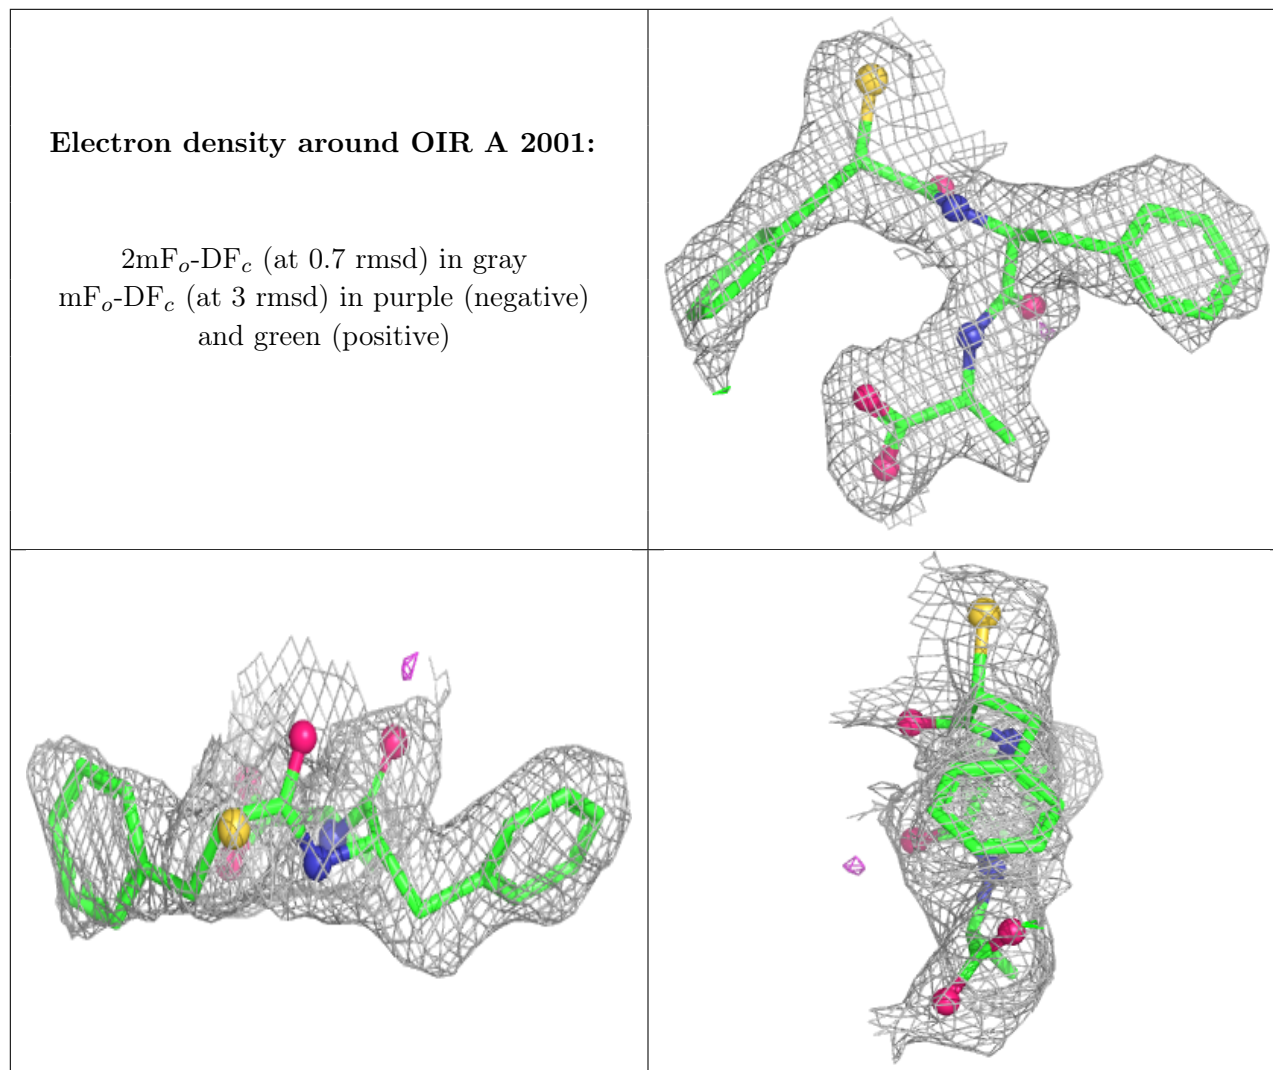 Electron density around OIR A 2001:
2mFo-DFc (at 0.7 rmsd) in gray
mFo-DFc (at 3 rmsd) in purple (negative)
and green (positive)